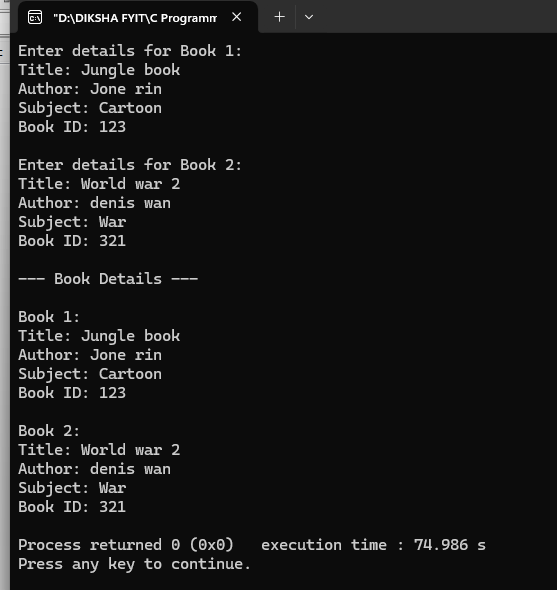 "D:\DIKSHA FYIT\C Programm
Enter details for Book 1:
Title: Jungle book
Author: Jone rin
Subject: Cartoon
Book ID: 123
Enter details for Book 2:
Title: World war 2
Author: denis wan
Subject: War
Book ID: 321
--- Book Details ---
Book 1:
Title: Jungle book
Author: Jone rin
Subject: Cartoon
Book ID: 123
Book 2:
Title: World war 2
Author: denis wan
Subject: War
Book ID: 321
Process returned 0 (0x0)   execution time : 74.986 s
Press any key to continue.